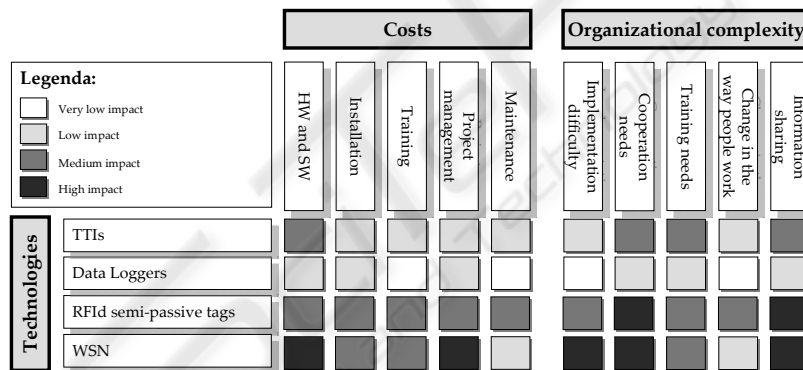 Costs
Organizational complexity
Legenda:
Very low impact
Low impact
Medium impact
High impact
HW and SW
Installation
Training
Project
management
Maintenance
Implementation
difficulty
Cooperation
needs
Training needs
Change in the
way people work
Information
sharing
Technologies
TTIs
Data Loggers
RFId semi-passive tags
WSN
and Technology